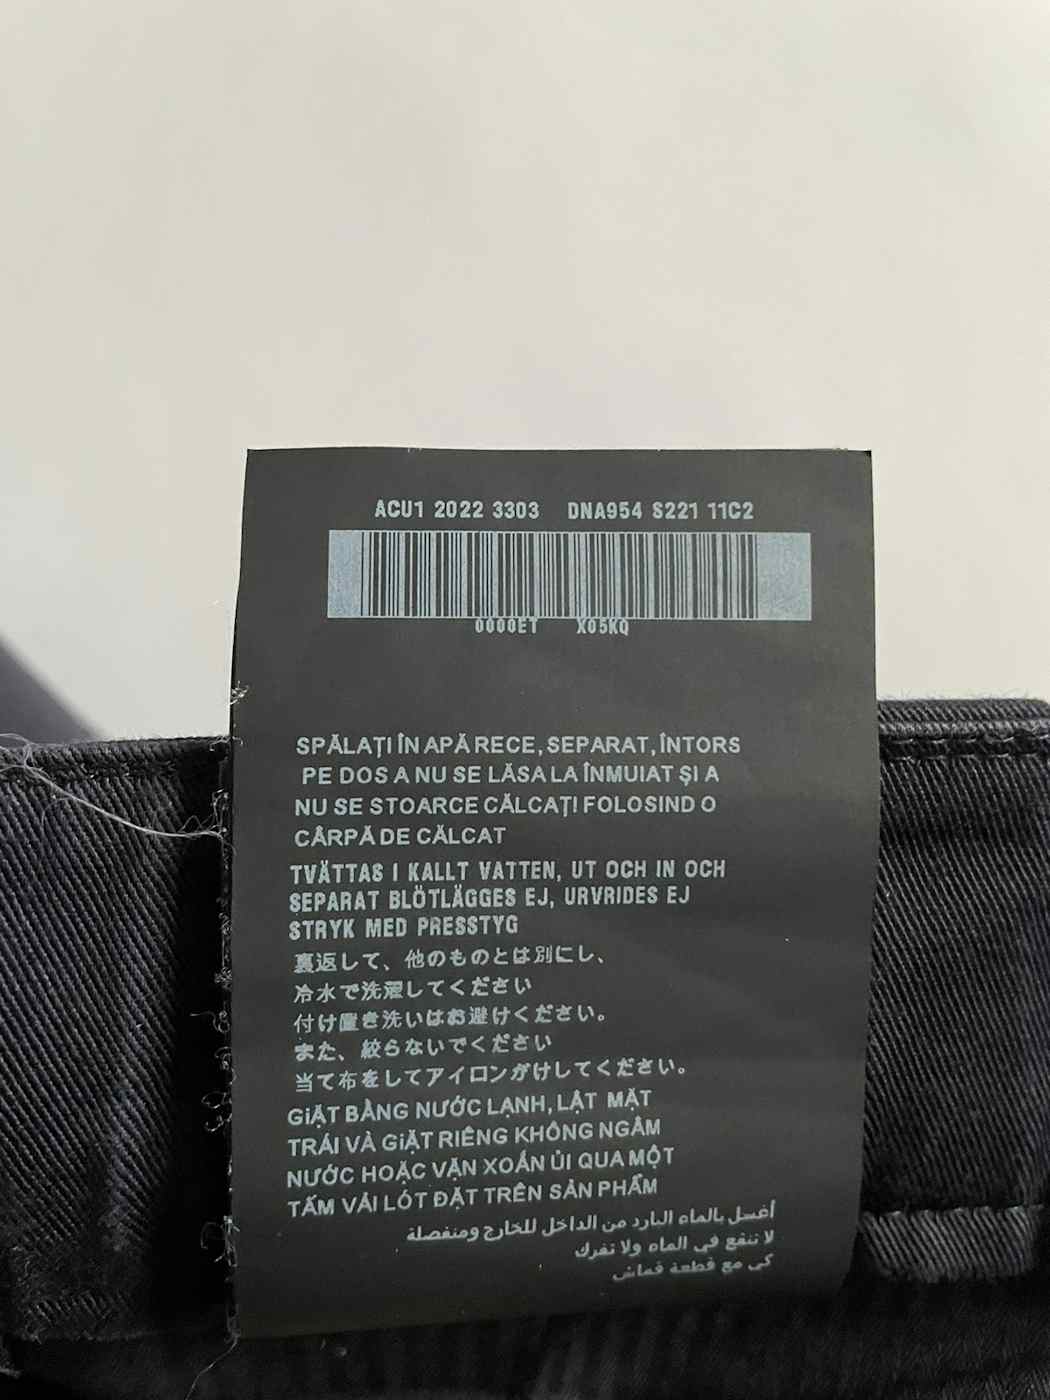 ACU1 2022 3303 DNA954 S221 11C2
0000ET X05KQ
SPĂLAȚI ÎN APĂ RECE, SEPARAT, ÎNTORS
PE DOS A NU SE LĂSA LA ÎNMUIAT ȘI A
NU SE STOARCE CĂLCAȚI FOLOSIND O
CÂRPĂ DE CĂLCAT
TVÄTTAS I KALLT VATTEN, UT OCH IN OCH
SEPARAT BLÖTLÄGGES EJ, URVRIDES EJ
STRYK MED PRESSTYG
裏返して、他のものとは別にし、
冷水で洗濯してください
付け置き洗いはお避けください。
また、絞らないでください
当て布をしてアイロンがけしてください。
GIẶT BẰNG NƯỚC LẠNH, LẬT MẶT
TRÁI VÀ GIẶT RIÊNG KHÔNG NGÂM
NƯỚC HOẶC VẶN XOẮN ỦI QUA MỘT
TẤM VẢI LÓT ĐẶT TRÊN SẢN PHẨM
أغسل بالماه البارد من الداخل للخارج ومنفصلة
لا تنقع في الماه ولا تفرك
كي مع قطعة قماش